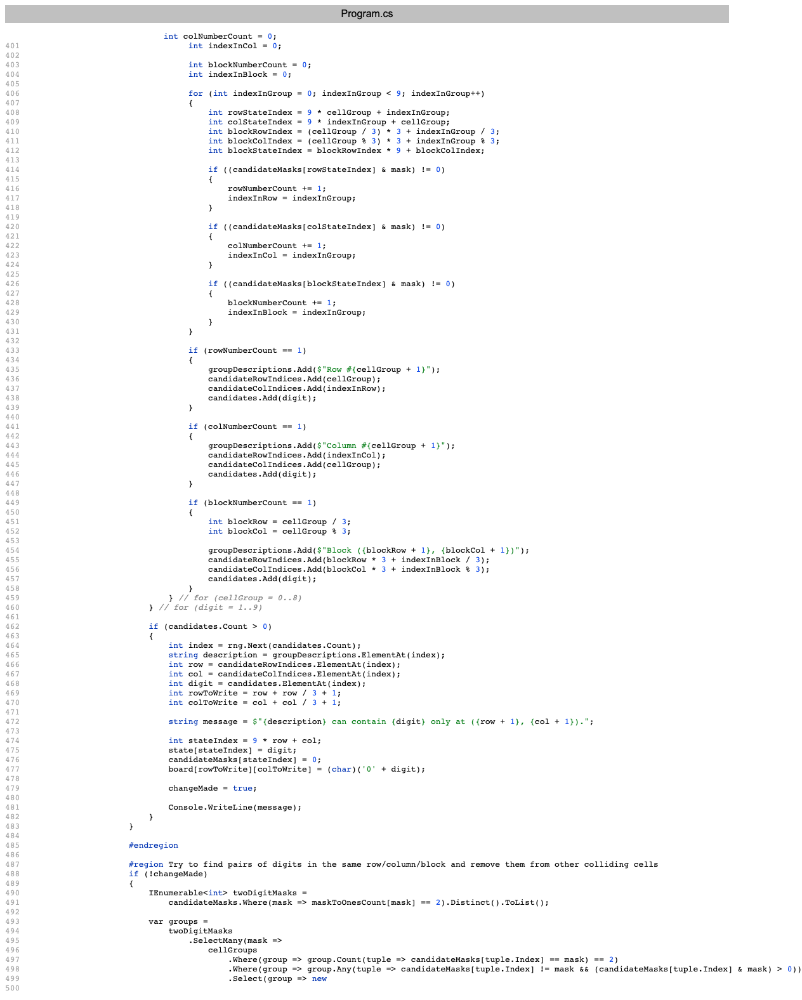 Program.cs
int colNumberCount = 0;
401 int indexInCol = 0;
402
403 int blockNumberCount = 0;
404 int indexInBlock = 0;
405
406 for (int indexInGroup = 0; indexInGroup < 9; indexInGroup++)
407 {
408 int rowStateIndex = 9 * cellGroup + indexInGroup;
409 int colStateIndex = 9 * indexInGroup + cellGroup;
410 int blockRowIndex = (cellGroup / 3) * 3 + indexInGroup / 3;
411 int blockColIndex = (cellGroup % 3) * 3 + indexInGroup % 3;
412 int blockStateIndex = blockRowIndex * 9 + blockColIndex;
413
414 if ((candidateMasks[rowStateIndex] & mask) != 0)
415 {
416 rowNumberCount += 1;
417 indexInRow = indexInGroup;
418 }
419
420 if ((candidateMasks[colStateIndex] & mask) != 0)
421 {
422 colNumberCount += 1;
423 indexInCol = indexInGroup;
424 }
425
426 if ((candidateMasks[blockStateIndex] & mask) != 0)
427 {
428 blockNumberCount += 1;
429 indexInBlock = indexInGroup;
430 }
431 }
432
433 if (rowNumberCount == 1)
434 {
435 groupDescriptions.Add($"Row #{cellGroup + 1}");
436 candidateRowIndices.Add(cellGroup);
437 candidateColIndices.Add(indexInRow);
438 candidates.Add(digit);
439 }
440
441 if (colNumberCount == 1)
442 {
443 groupDescriptions.Add($"Column #{cellGroup + 1}");
444 candidateRowIndices.Add(indexInCol);
445 candidateColIndices.Add(cellGroup);
446 candidates.Add(digit);
447 }
448
449 if (blockNumberCount == 1)
450 {
451 int blockRow = cellGroup / 3;
452 int blockCol = cellGroup % 3;
453
454 groupDescriptions.Add($"Block ({blockRow + 1}, {blockCol + 1})");
455 candidateRowIndices.Add(blockRow * 3 + indexInBlock / 3);
456 candidateColIndices.Add(blockCol * 3 + indexInBlock % 3);
457 candidates.Add(digit);
458 }
459 } // for (cellGroup = 0..8)
460 } // for (digit = 1..9)
461
462 if (candidates.Count > 0)
463 {
464 int index = rng.Next(candidates.Count);
465 string description = groupDescriptions.ElementAt(index);
466 int row = candidateRowIndices.ElementAt(index);
467 int col = candidateColIndices.ElementAt(index);
468 int digit = candidates.ElementAt(index);
469 int rowToWrite = row + row / 3 + 1;
470 int colToWrite = col + col / 3 + 1;
471
472 string message = $"{description} can contain {digit} only at ({row + 1}, {col + 1}).";
473
474 int stateIndex = 9 * row + col;
475 state[stateIndex] = digit;
476 candidateMasks[stateIndex] = 0;
477 board[rowToWrite][colToWrite] = (char)('0' + digit);
478
479 changeMade = true;
480
481 Console.WriteLine(message);
482 }
483 }
484
485 #endregion
486
487 #region Try to find pairs of digits in the same row/column/block and remove them from other colliding cells
488 if (!changeMade)
489 {
490 IEnumerable<int> twoDigitMasks =
491 candidateMasks.Where(mask => maskToOnesCount[mask] == 2).Distinct().ToList();
492
493 var groups =
494 twoDigitMasks
495 .SelectMany(mask =>
496 cellGroups
497 .Where(group => group.Count(tuple => candidateMasks[tuple.Index] == mask) == 2)
498 .Where(group => group.Any(tuple => candidateMasks[tuple.Index] != mask && (candidateMasks[tuple.Index] & mask) > 0))
499 .Select(group => new
500